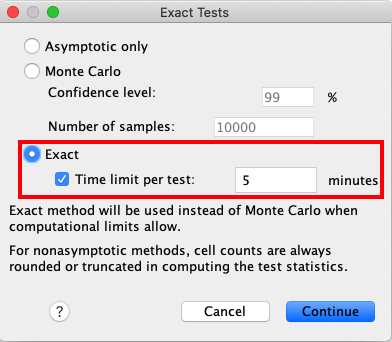 Exact Tests
Asymptotic only
Monte Carlo
Confidence level: 99 %
Number of samples: 10000
Exact
Time limit per test: 5 minutes
Exact method will be used instead of Monte Carlo when
computational limits allow.
For nonasymptotic methods, cell counts are always
rounded or truncated in computing the test statistics.
? Cancel Continue